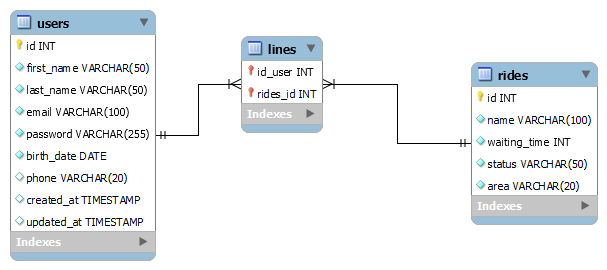 users
id INT
first_name VARCHAR(50)
last_name VARCHAR(50)
email VARCHAR(100)
password VARCHAR(255)
birth_date DATE
phone VARCHAR(20)
created_at TIMESTAMP
updated_at TIMESTAMP
Indexes
lines
id_user INT
rides_id INT
Indexes
rides
id INT
name VARCHAR(100)
waiting_time INT
status VARCHAR(50)
area VARCHAR(20)
Indexes